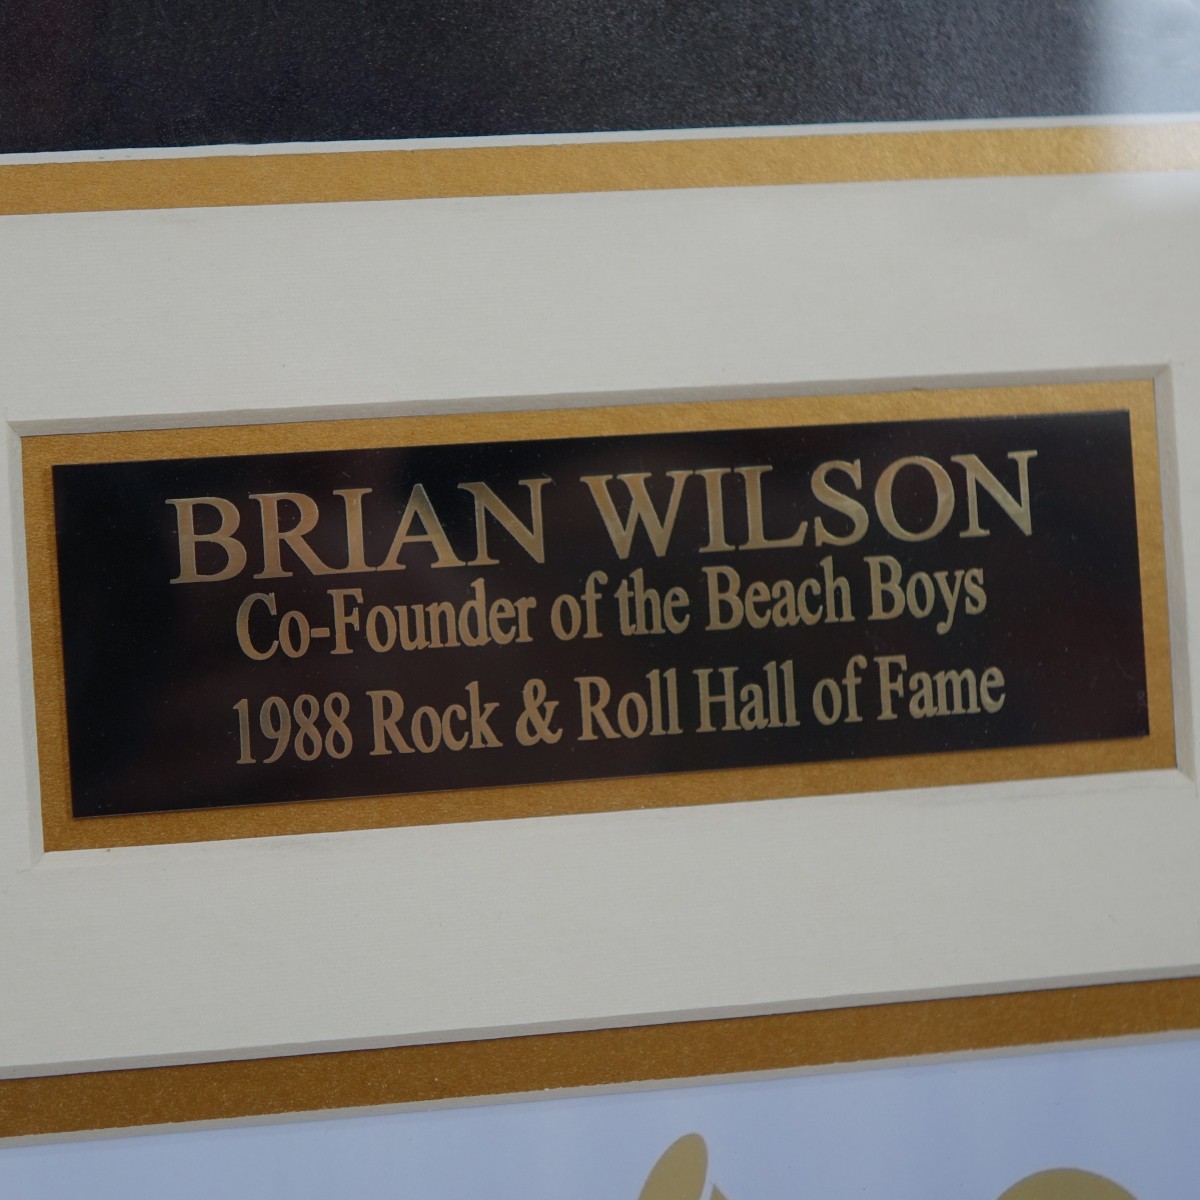 BRIAN WILSON
Co-Founder of the Beach Boys
1988 Rock & Roll Hall of Fame